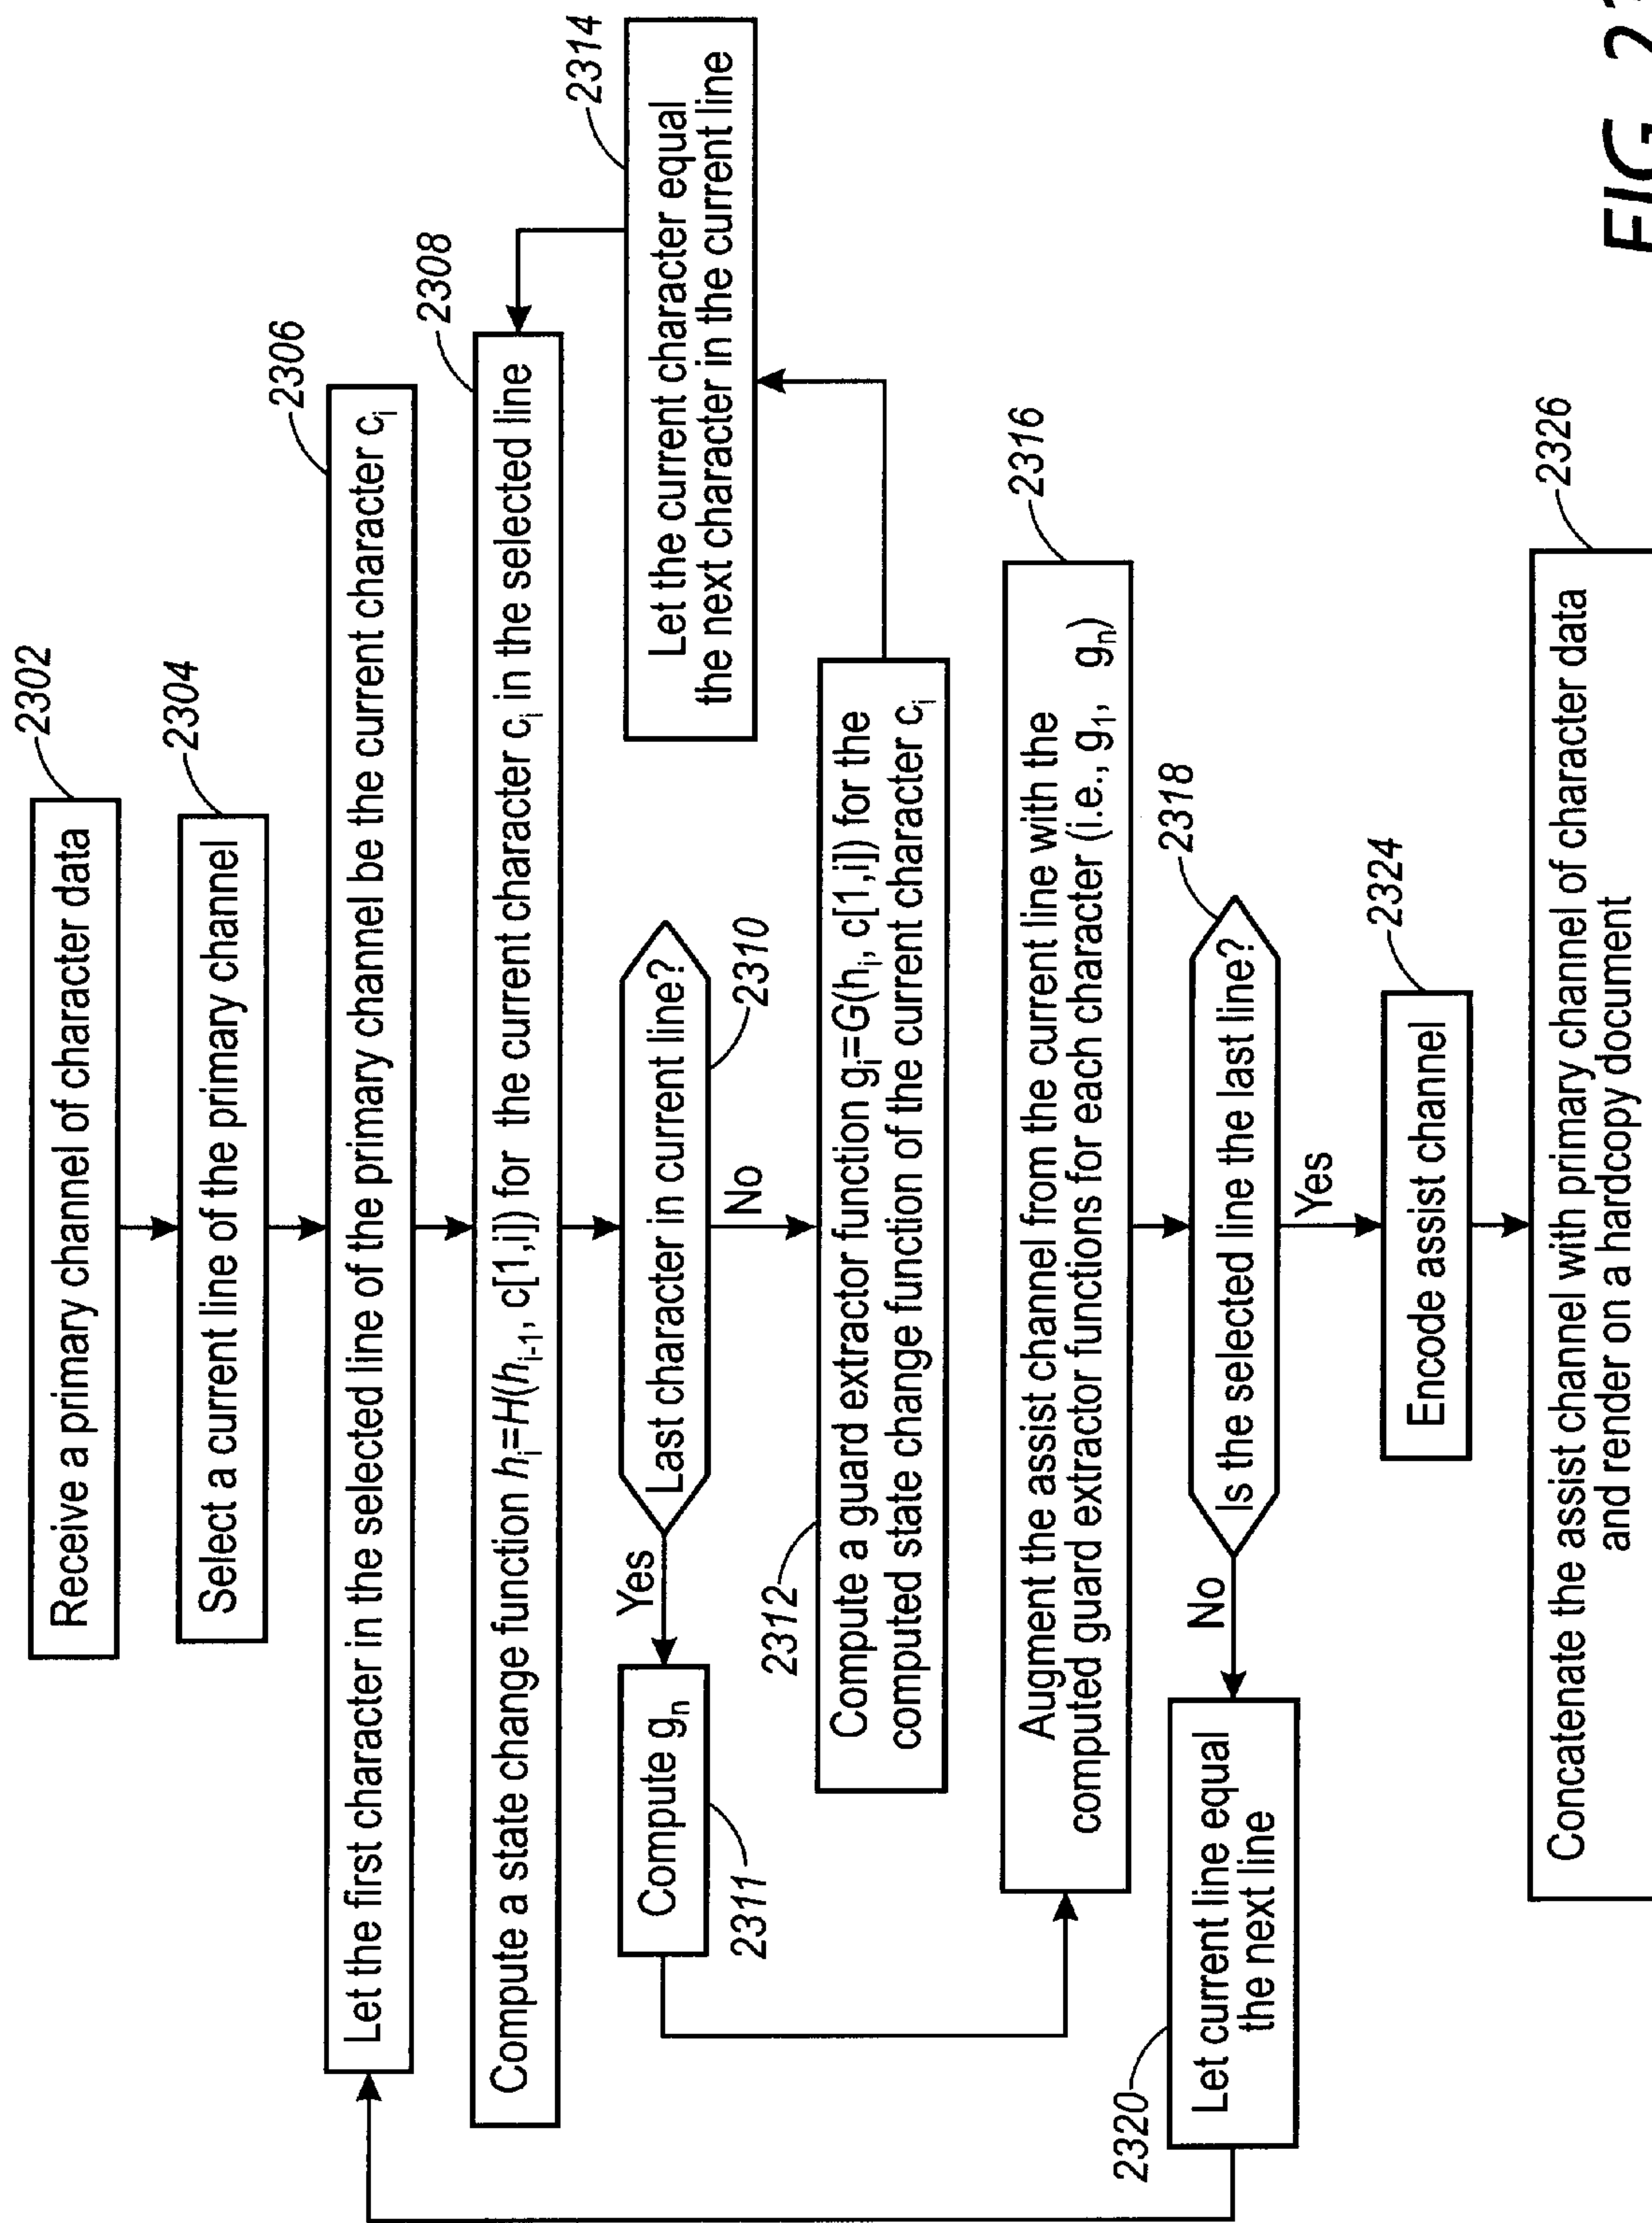 2302
Receive a primary channel of character data
2304
Select a current line of the primary channel
2306
Let the first character in the selected line of the primary channel be the current character ci
2308
Compute a state change function hi=H(hi-1, c[1,i]) for the current character ci in the selected line
2314
Let the current character equal
the next character in the current line
Last character in current line?
2310
Yes
No
Compute gn
2311
2312
Compute a guard extractor function gi=G(hi, c[1,i]) for the
computed state change function of the current character ci
2316
Augment the assist channel from the current line with the
computed guard extractor functions for each character (i.e., g1, gn)
2318
Is the selected line the last line?
No
Yes
2320
Let current line equal
the next line
2324
Encode assist channel
2326
Concatenate the assist channel with primary channel of character data
and render on a hardcopy document
FIG.